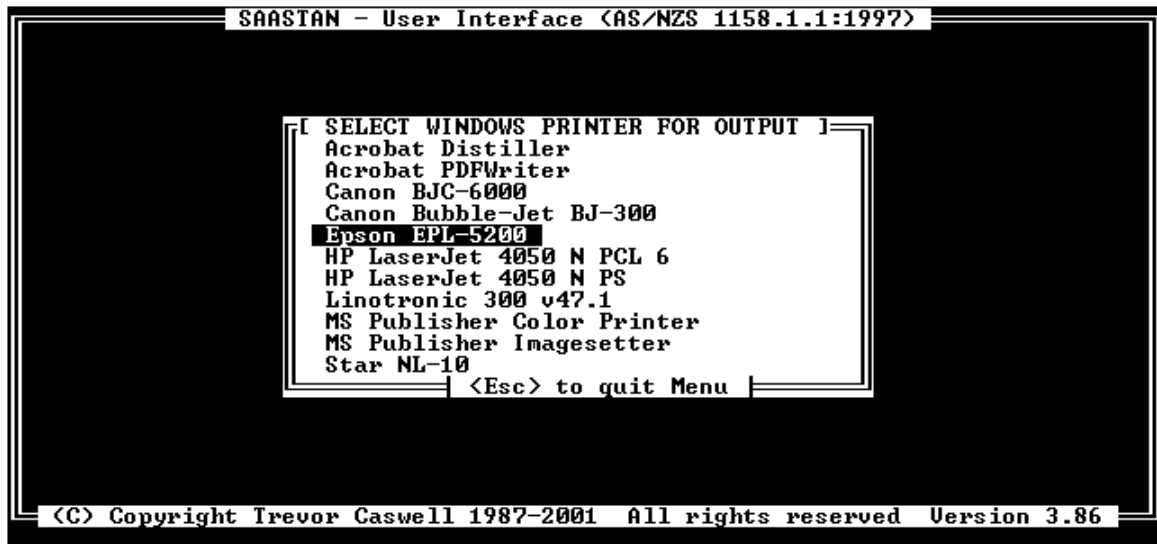 SAASTAN - User Interface (AS/NZS 1158.1.1:1997)
[ SELECT WINDOWS PRINTER FOR OUTPUT ]
Acrobat Distiller
Acrobat PDFWriter
Canon BJC-6000
Canon Bubble-Jet BJ-300
Epson EPL-5200
HP LaserJet 4050 N PCL 6
HP LaserJet 4050 N PS
Linotronic 300 v47.1
MS Publisher Color Printer
MS Publisher Imagesetter
Star NL-10
<Esc> to quit Menu
(C) Copyright Trevor Caswell 1987-2001 All rights reserved Version 3.86